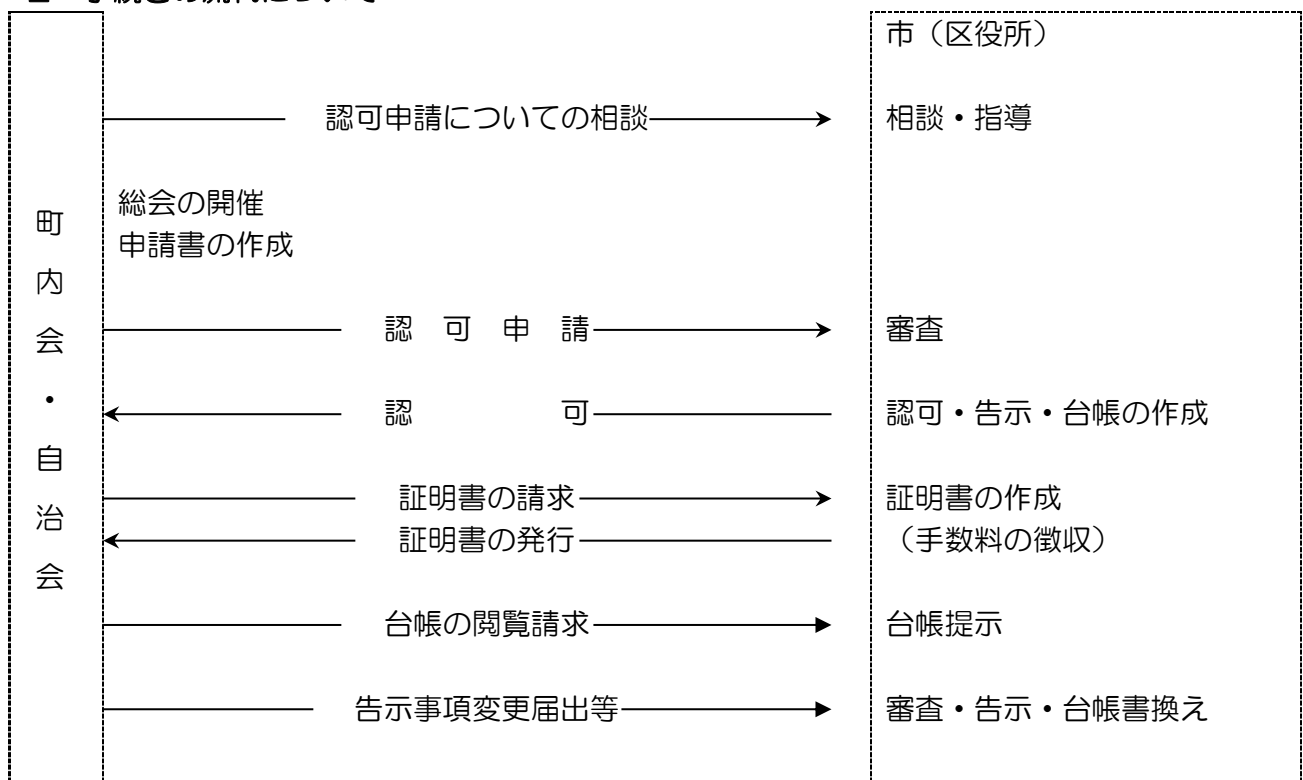 市（区役所）
認可申請についての相談
相談・指導
町内会・自治会
総会の開催
申請書の作成
認可申請
審査
認可
認可・告示・台帳の作成
証明書の請求
証明書の作成
証明書の発行
（手数料の徴収）
台帳の閲覧請求
台帳提示
告示事項変更届出等
審査・告示・台帳書換え